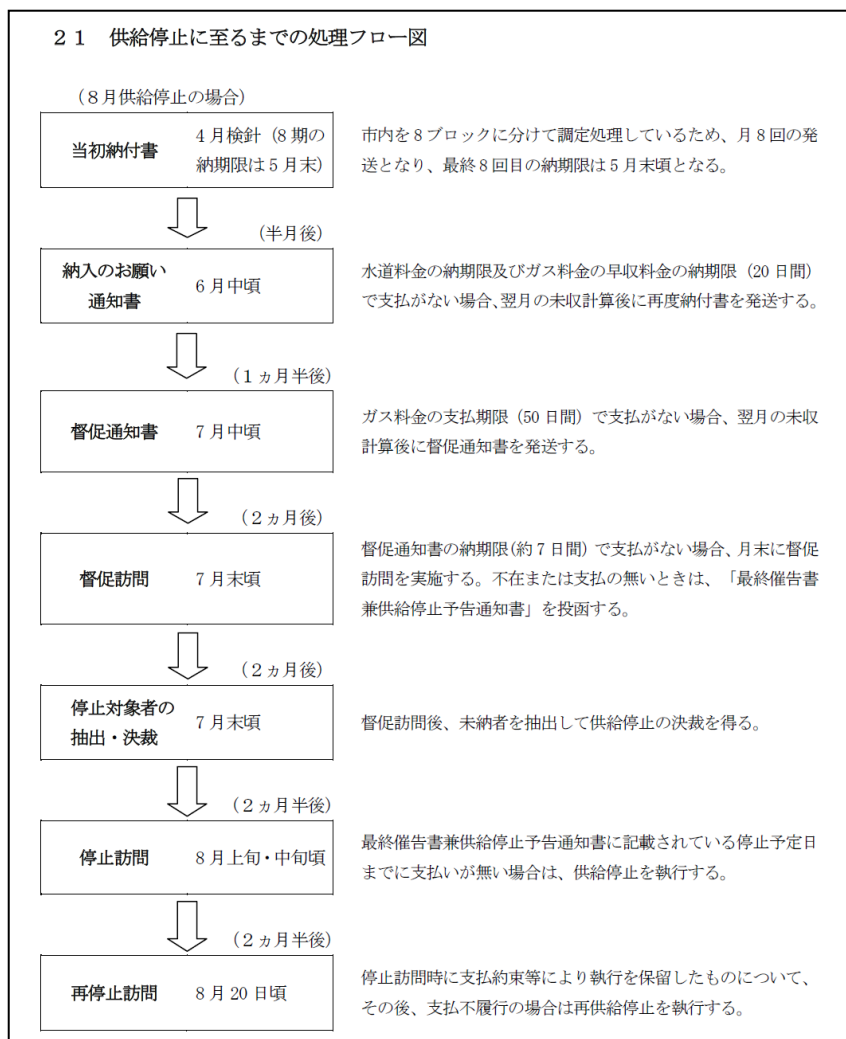 ２１ 供給停止に至るまでの処理フロー図
（８月供給停止の場合）
当初納付書
４月検針（8 期の
納期限は５月末）
市内を８ブロックに分けて調定処理しているため、月８回の発
送となり、最終８回目の納期限は５月末頃となる。
（半月後）
納入のお願い
通知書
６月中頃
水道料金の納期限及びガス料金の早収料金の納期限（20 日間）
で支払がない場合、翌月の未収計算後に再度納付書を発送する。
（１ヵ月半後）
督促通知書
７月中頃
ガス料金の支払期限（50 日間）で支払がない場合、翌月の未収
計算後に督促通知書を発送する。
（２ヵ月後）
督促訪問
７月末頃
督促通知書の納期限(約７日間）で支払がない場合、月末に督促
訪問を実施する。不在または支払の無いときは、「最終催告書
兼供給停止予告通知書」を投函する。
（２ヵ月後）
停止対象者の
抽出・決裁
７月末頃
督促訪問後、未納者を抽出して供給停止の決裁を得る。
（２ヵ月半後）
停止訪問
８月上旬・中旬頃
最終催告書兼供給停止予告通知書に記載されている停止予定日
までに支払いが無い場合は、供給停止を執行する。
（２ヵ月半後）
再停止訪問
８月 20 日頃
停止訪問時に支払約束等により執行を保留したものについて、
その後、支払不履行の場合は再供給停止を執行する。